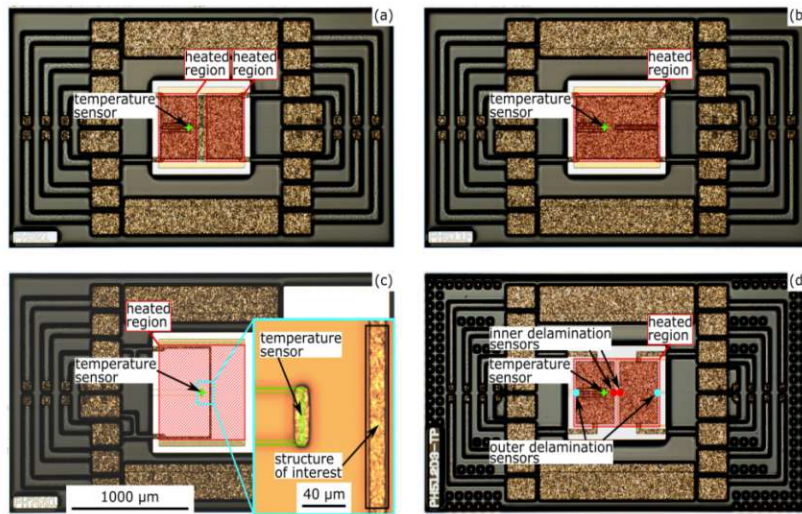 (a)
heated
region
heated
region
temperature
sensor
(b)
heated
region
temperature
sensor
(c)
heated
region
temperature
sensor
temperature
sensor
structure
of interest
1000 μm
40 μm
(d)
inner delamination
sensors
heated
region
temperature
sensor
outer delamination
sensors